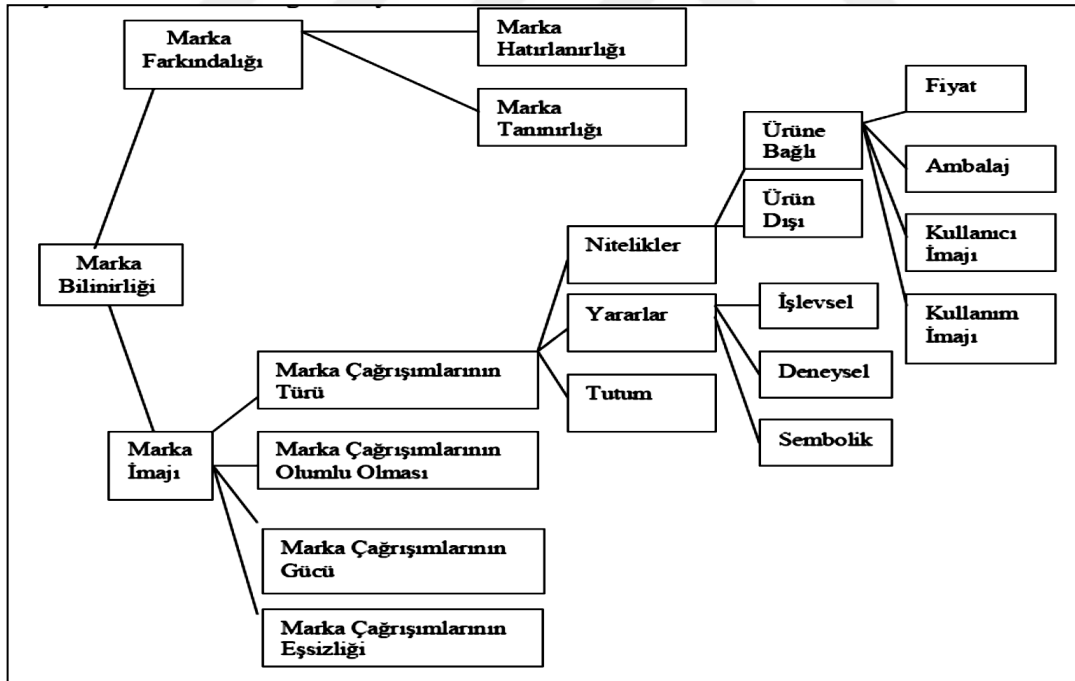 Marka
Farkındalığı
Marka
Hatırlanırlığı
Marka
Tanınırlığı
Fiyat
Ürüne
Bağlı
Ambalaj
Ürün
Dışı
Kullanıcı
İmajı
Nitelikler
Marka
Bilinirliği
Kullanım
İmajı
Yararlar
İşlevsel
Marka Çağrışımlarının
Türü
Deneysel
Tutum
Sembolik
Marka
İmajı
Marka Çağrışımlarının
Olumlu Olması
Marka Çağrışımlarının
Gücü
Marka Çağrışımlarının
Eşsizliği